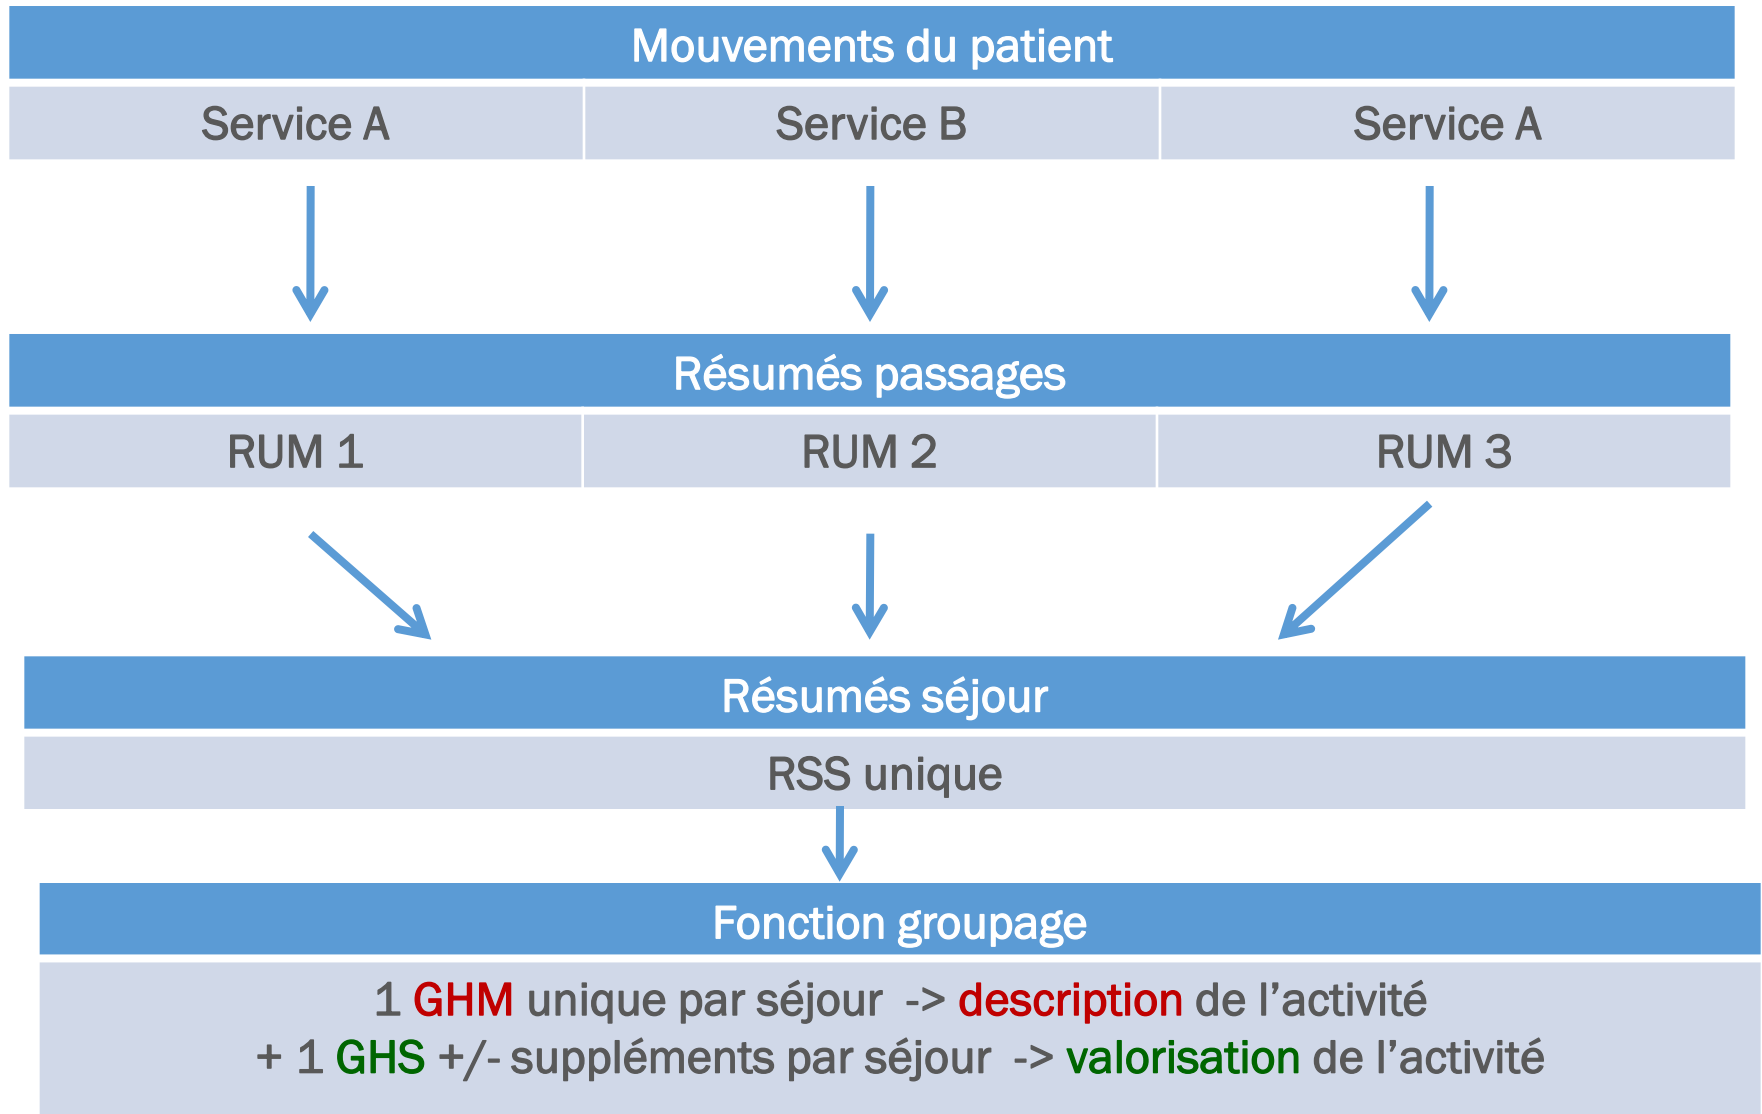 Mouvements du patient
Service A
Service B
Service A
Résumés passages
RUM 1
RUM 2
RUM 3
Résumés séjour
RSS unique
Fonction groupage
1 GHM unique par séjour -> description de l'activité
+ 1 GHS +/- suppléments par séjour -> valorisation de l'activité